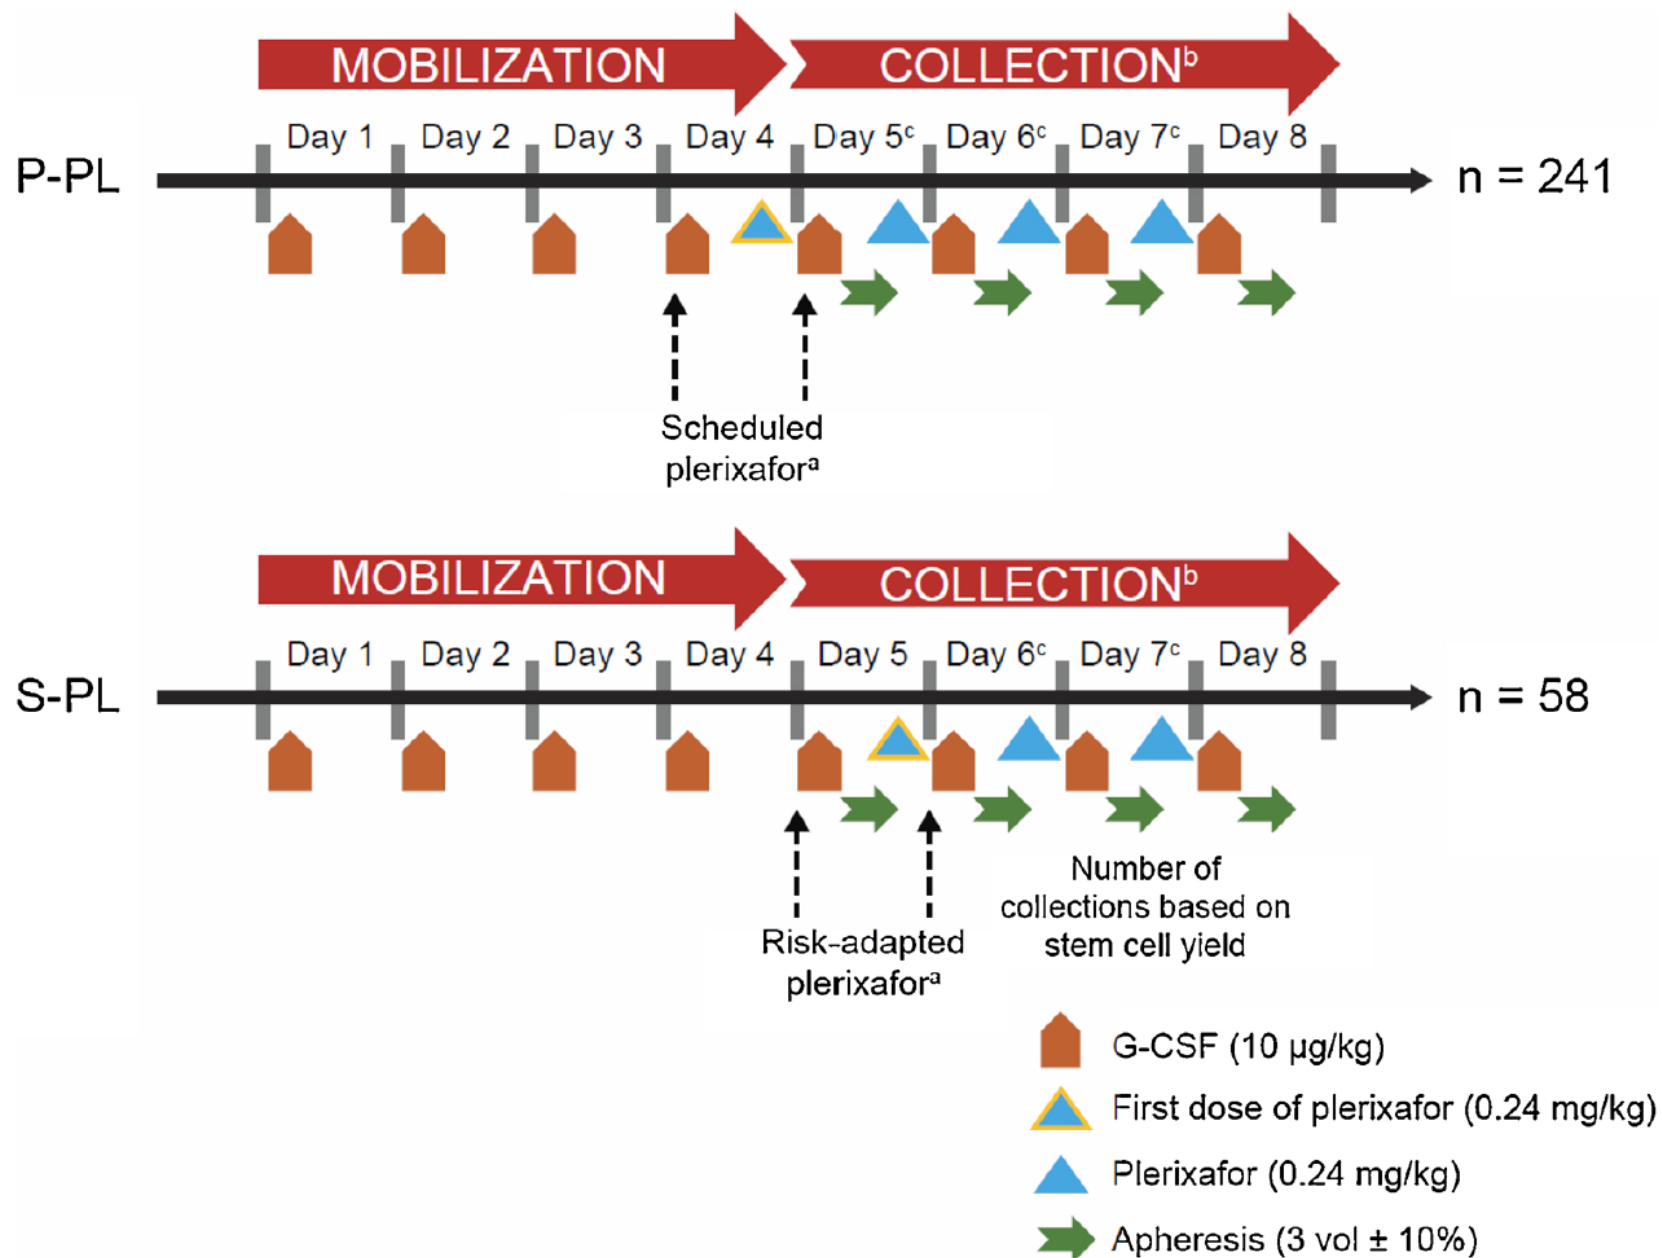 MOBILIZATION COLLECTIONᵇ
Day 1 Day 2 Day 3 Day 4 Day 5ᶜ Day 6ᶜ Day 7ᶜ Day 8
P-PL n = 241
Scheduled
plerixaforᵃ
MOBILIZATION COLLECTIONᵇ
Day 1 Day 2 Day 3 Day 4 Day 5 Day 6ᶜ Day 7ᶜ Day 8
S-PL n = 58
Risk-adapted
plerixaforᵃ
Number of
collections based on
stem cell yield
G-CSF (10 µg/kg)
First dose of plerixafor (0.24 mg/kg)
Plerixafor (0.24 mg/kg)
Apheresis (3 vol ± 10%)